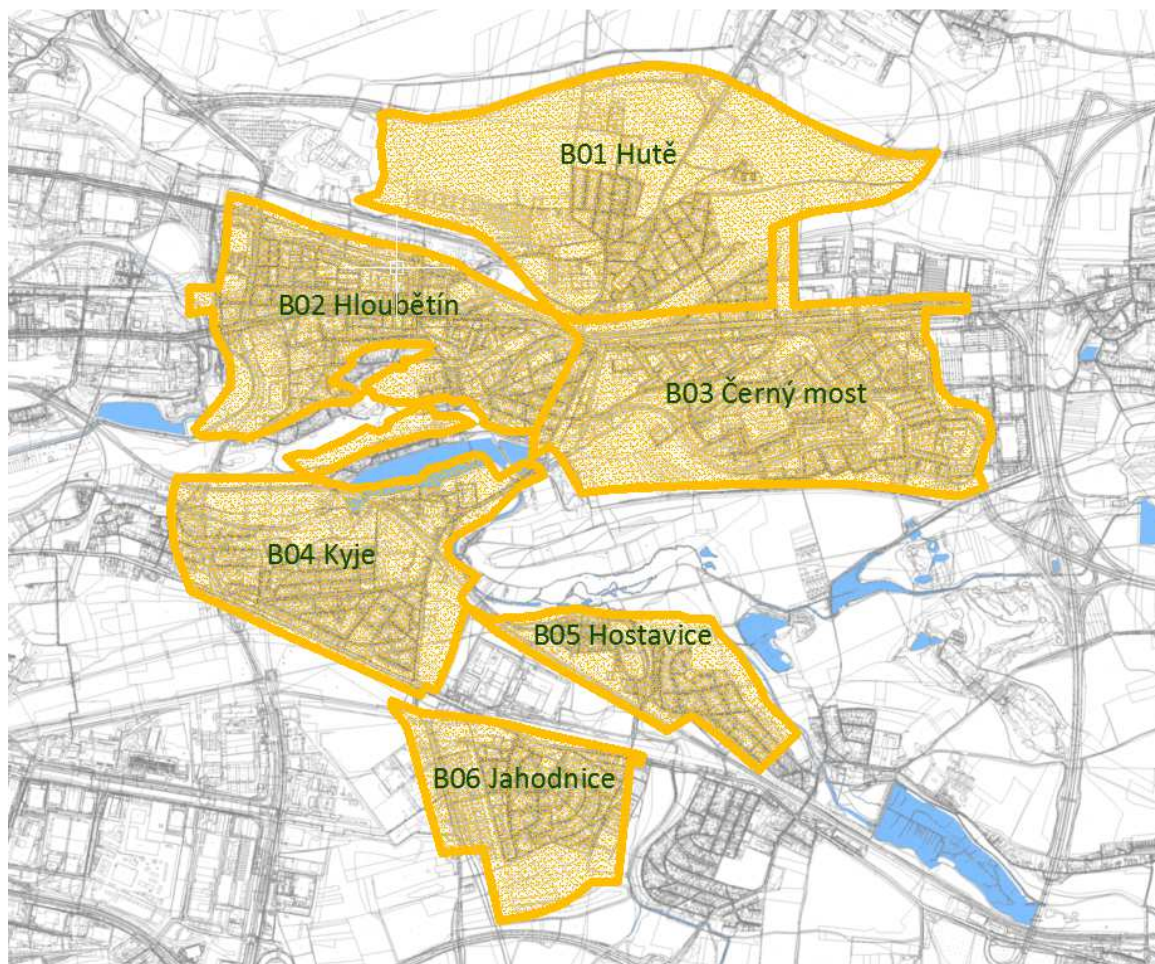 B01 Hutě
B02 Hloubětín
B03 Černý most
B04 Kyje
B05 Hostavice
B06 Jahodnice